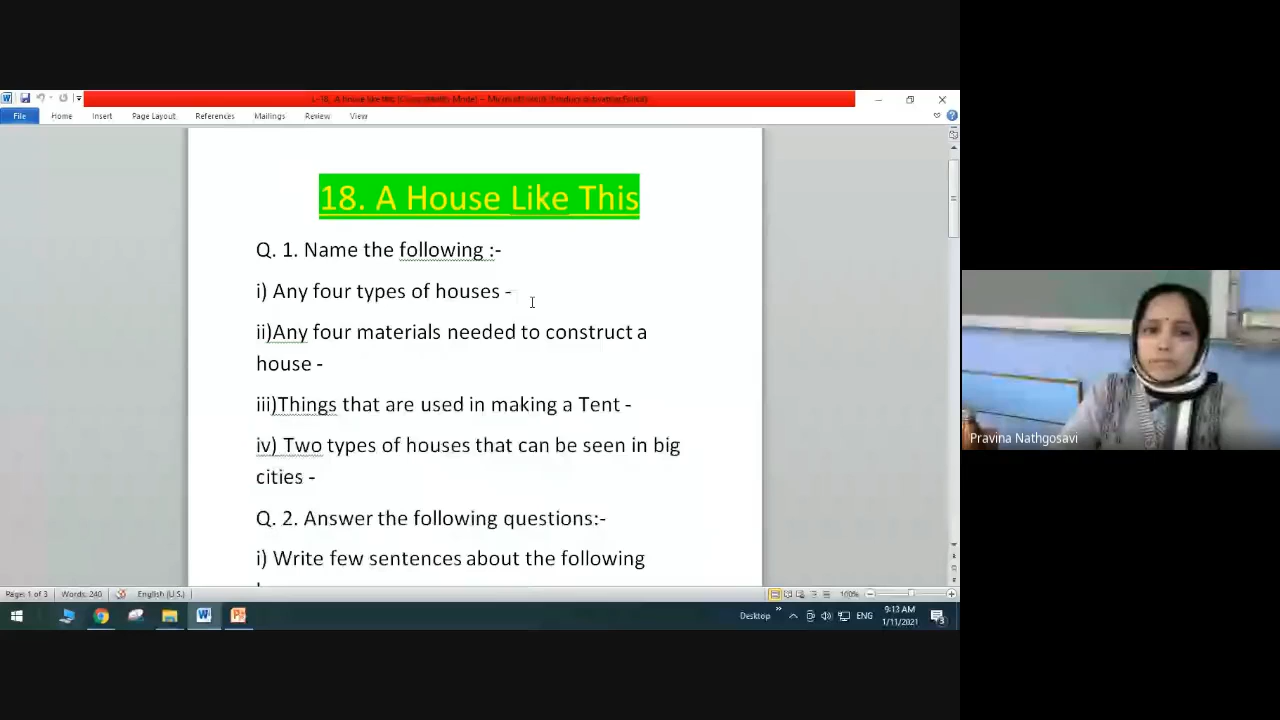 File Home Insert Page Layout References Mailings Review View
18. A House Like This
Q. 1. Name the following :-
i) Any four types of houses -
ii)Any four materials needed to construct a
house -
iii)Things that are used in making a Tent -
iv) Two types of houses that can be seen in big
cities -
Q. 2. Answer the following questions:-
i) Write few sentences about the following
Pravina Nathgosavi
Page: 1 of 3 Words: 240 English (U.S.) 100%
Desktop ENG 9:13 AM
1/11/2021